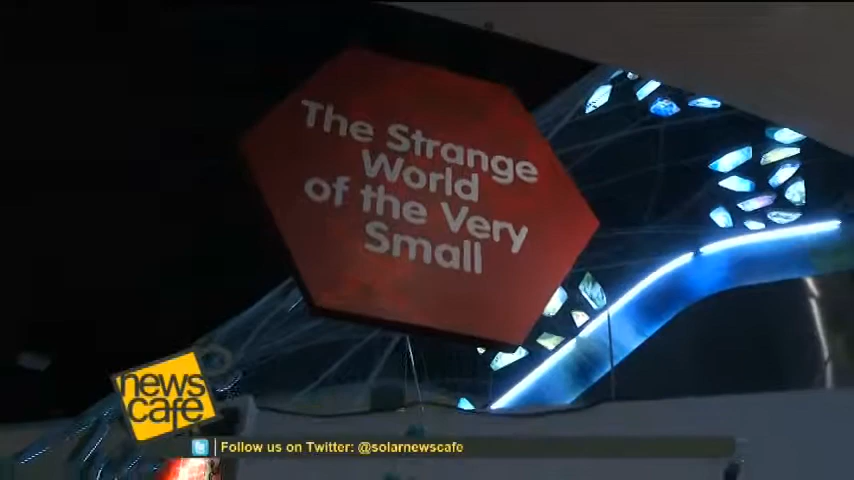 The Strange
World
of the Very
Small
news
cafe
Follow us on Twitter: @solarnewscafe